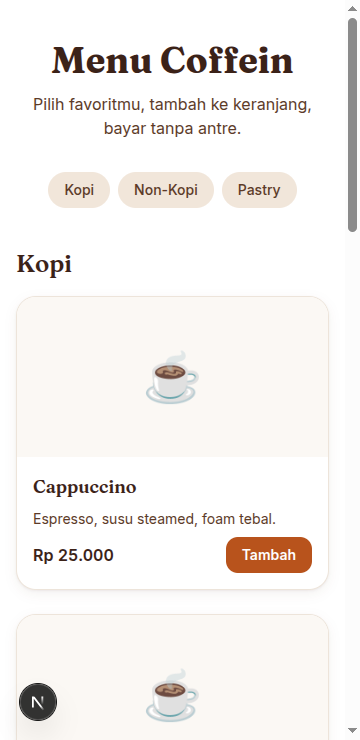 Menu Coffein
Pilih favoritmu, tambah ke keranjang,
bayar tanpa antre.
Kopi
Non-Kopi
Pastry
Kopi
Cappuccino
Espresso, susu steamed, foam tebal.
Rp 25.000
Tambah
N